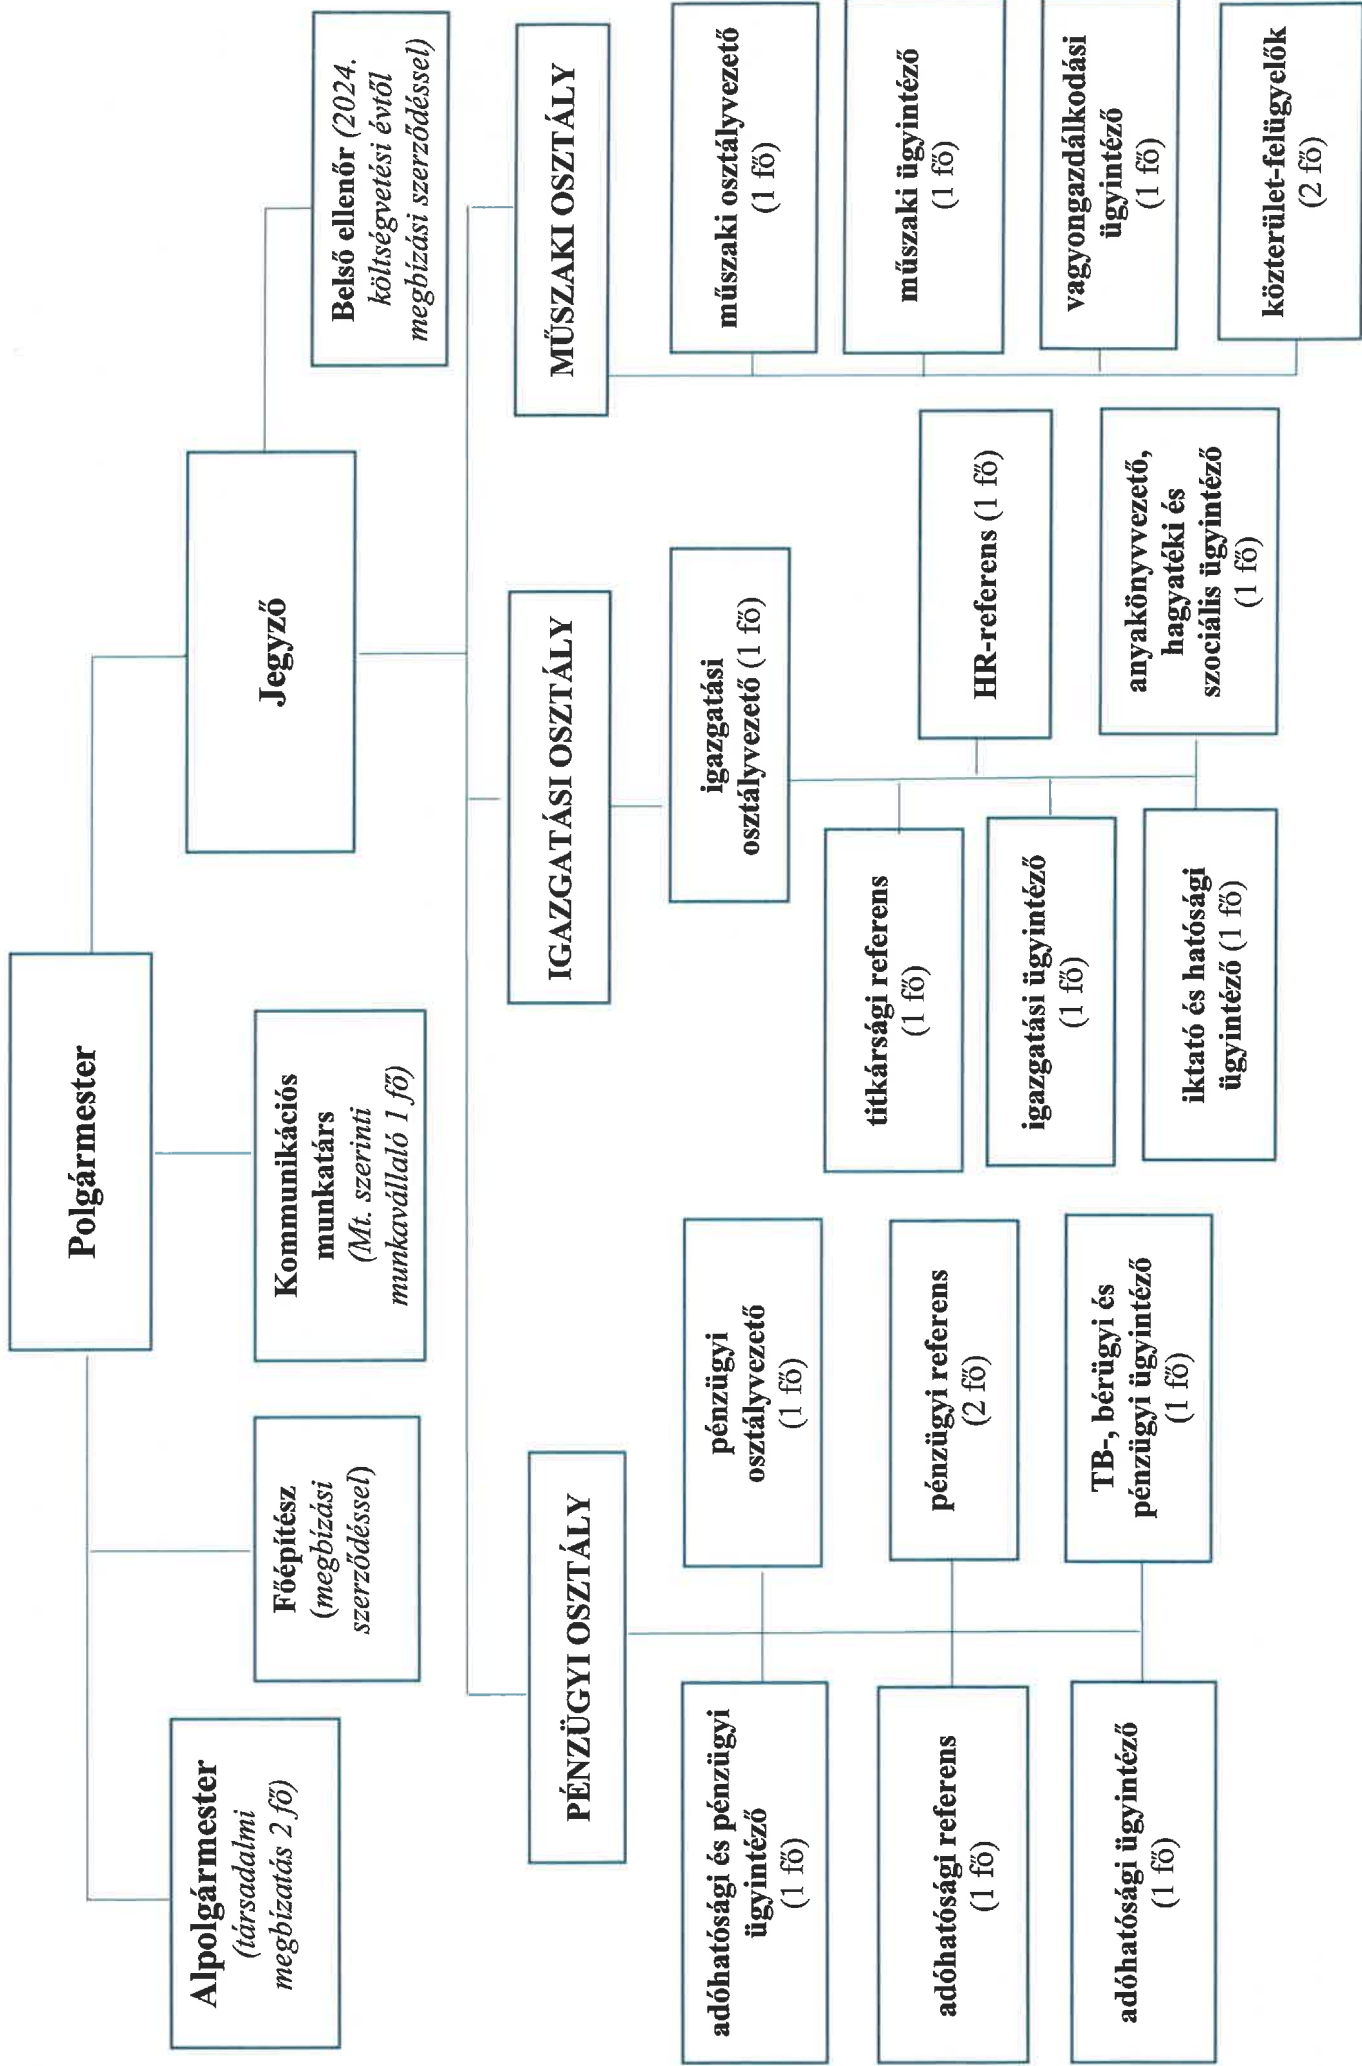 Polgármester
Alpolgármester
(társadalmi
megbízatás 2 fő)
Főépítész
(megbízási
szerződéssel)
Kommunikációs
munkatárs
(Mt. szerinti
munkavállaló 1 fő)
Jegyző
Belső ellenőr (2024.
költségvetési évtől
megbízási szerződéssel)
PÉNZÜGYI OSZTÁLY
IGAZGATÁSI OSZTÁLY
MŰSZAKI OSZTÁLY
adóhatósági és pénzügyi
ügyintéző
(1 fő)
pénzügyi
osztályvezető
(1 fő)
adóhatósági referens
(1 fő)
pénzügyi referens
(2 fő)
adóhatósági ügyintéző
(1 fő)
TB-, bérügyi és
pénzügyi ügyintéző
(1 fő)
igazgatási
osztályvezető (1 fő)
titkársági referens
(1 fő)
HR-referens (1 fő)
igazgatási ügyintéző
(1 fő)
iktató és hatósági
ügyintéző (1 fő)
anyakönyvvezető,
hagyatéki és
szociális ügyintéző
(1 fő)
műszaki osztályvezető
(1 fő)
műszaki ügyintéző
(1 fő)
vagyongazdálkodási
ügyintéző
(1 fő)
közterület-felügyelők
(2 fő)